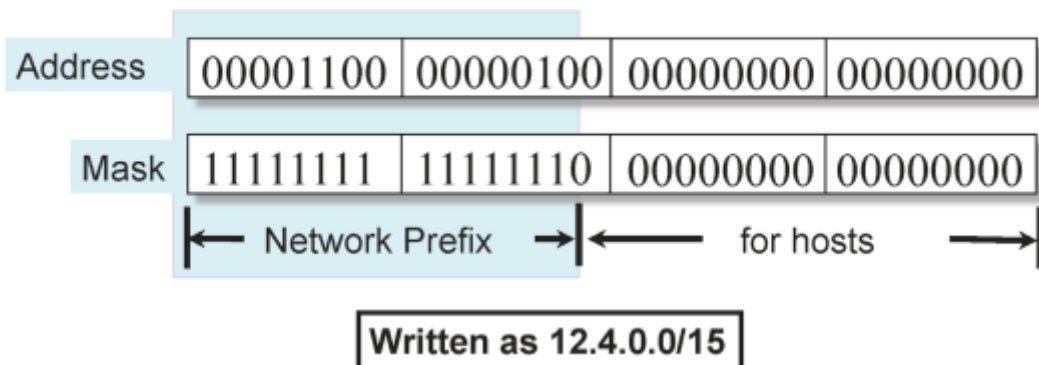 Address 00001100 00000100 00000000 00000000
Mask 11111111 11111110 00000000 00000000
Network Prefix for hosts
Written as 12.4.0.0/15